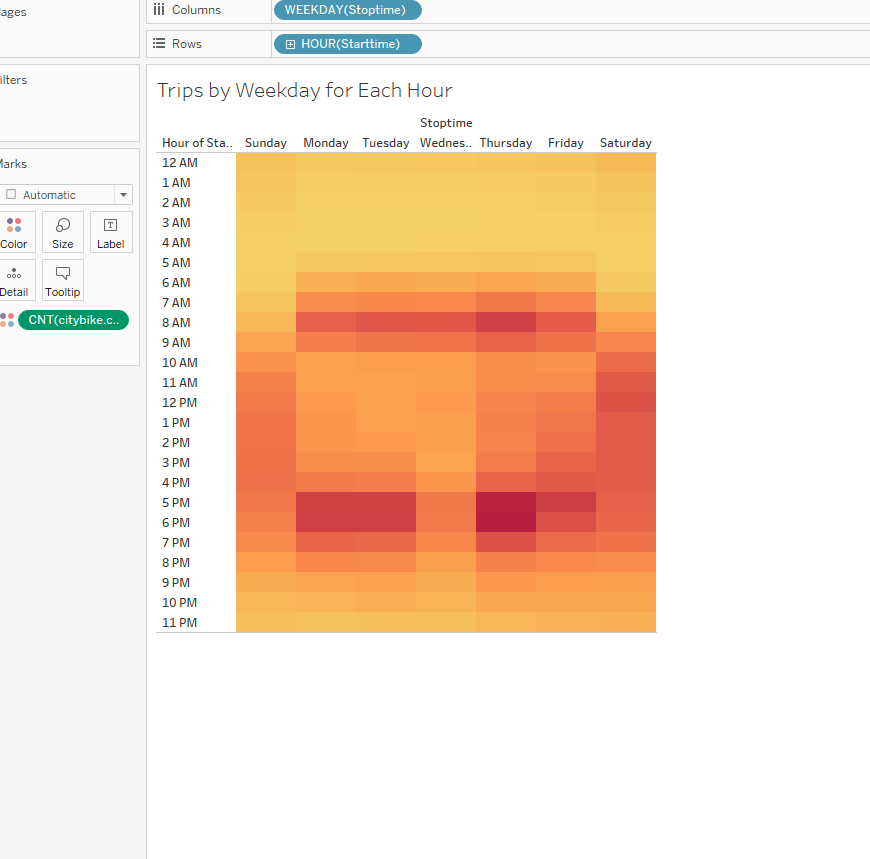 ages
Columns
WEEKDAY(Stoptime)
Rows
HOUR(Starttime)
ilters
Marks
Automatic
Color
Size
Label
Detail
Tooltip
CNT(citybike.c..
Trips by Weekday for Each Hour
Stoptime
Hour of Sta.. Sunday Monday Tuesday Wednes.. Thursday Friday Saturday
12 AM
1 AM
2 AM
3 AM
4 AM
5 AM
6 AM
7 AM
8 AM
9 AM
10 AM
11 AM
12 PM
1 PM
2 PM
3 PM
4 PM
5 PM
6 PM
7 PM
8 PM
9 PM
10 PM
11 PM